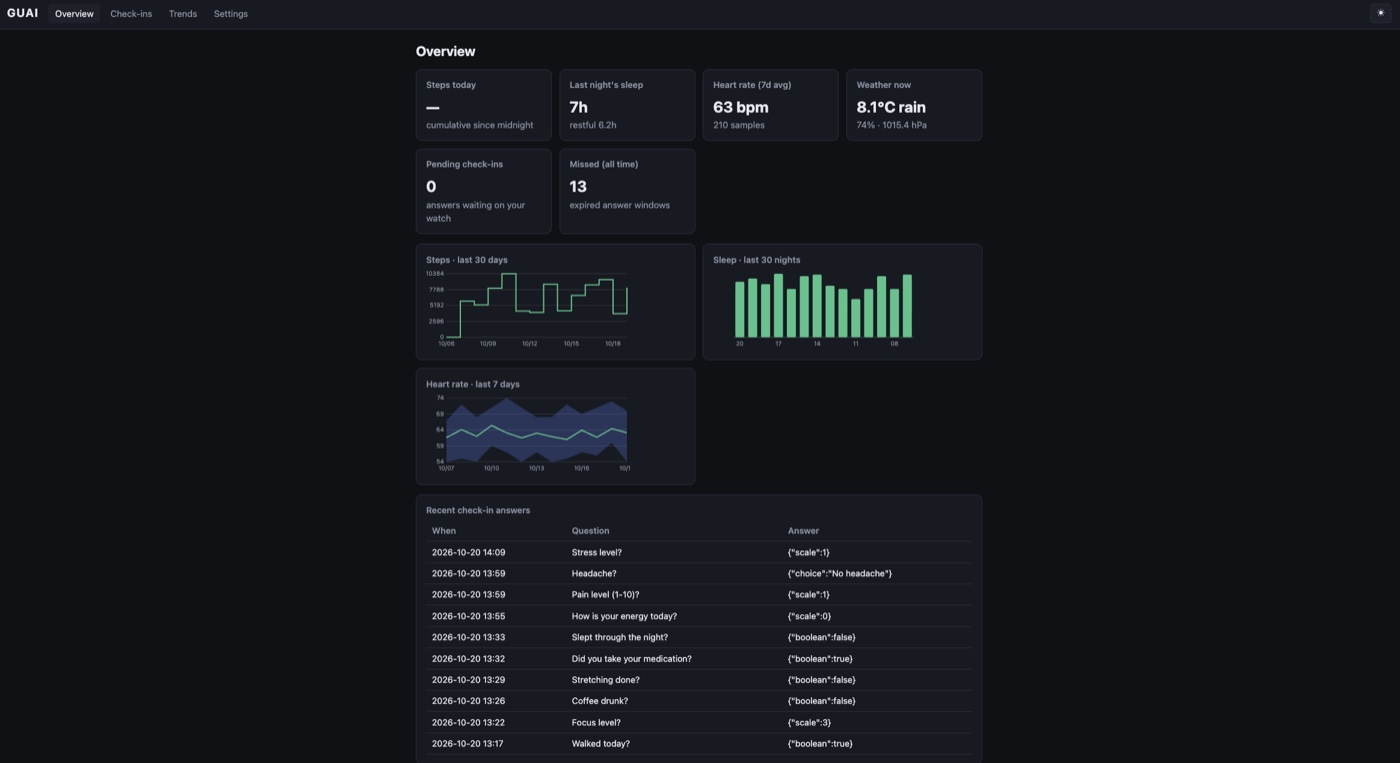 GUAI Overview Check-ins Trends Settings
Overview
Steps today
—
cumulative since midnight
Last night's sleep
7h
restful 6.2h
Heart rate (7d avg)
63 bpm
210 samples
Weather now
8.1°C rain
74% · 1015.4 hPa
Pending check-ins
0
answers waiting on your
watch
Missed (all time)
13
expired answer windows
Steps · last 30 days
10384
7788
5192
2596
0
10/06 10/09 10/12 10/15 10/18
Sleep · last 30 nights
20 17 14 11 08
Heart rate · last 7 days
74
69
64
59
54
10/07 10/10 10/13 10/16 10/1
Recent check-in answers
When Question Answer
2026-10-20 14:09 Stress level? {"scale":1}
2026-10-20 13:59 Headache? {"choice":"No headache"}
2026-10-20 13:59 Pain level (1-10)? {"scale":1}
2026-10-20 13:55 How is your energy today? {"scale":0}
2026-10-20 13:33 Slept through the night? {"boolean":false}
2026-10-20 13:32 Did you take your medication? {"boolean":true}
2026-10-20 13:29 Stretching done? {"boolean":false}
2026-10-20 13:26 Coffee drunk? {"boolean":false}
2026-10-20 13:22 Focus level? {"scale":3}
2026-10-20 13:17 Walked today? {"boolean":true}